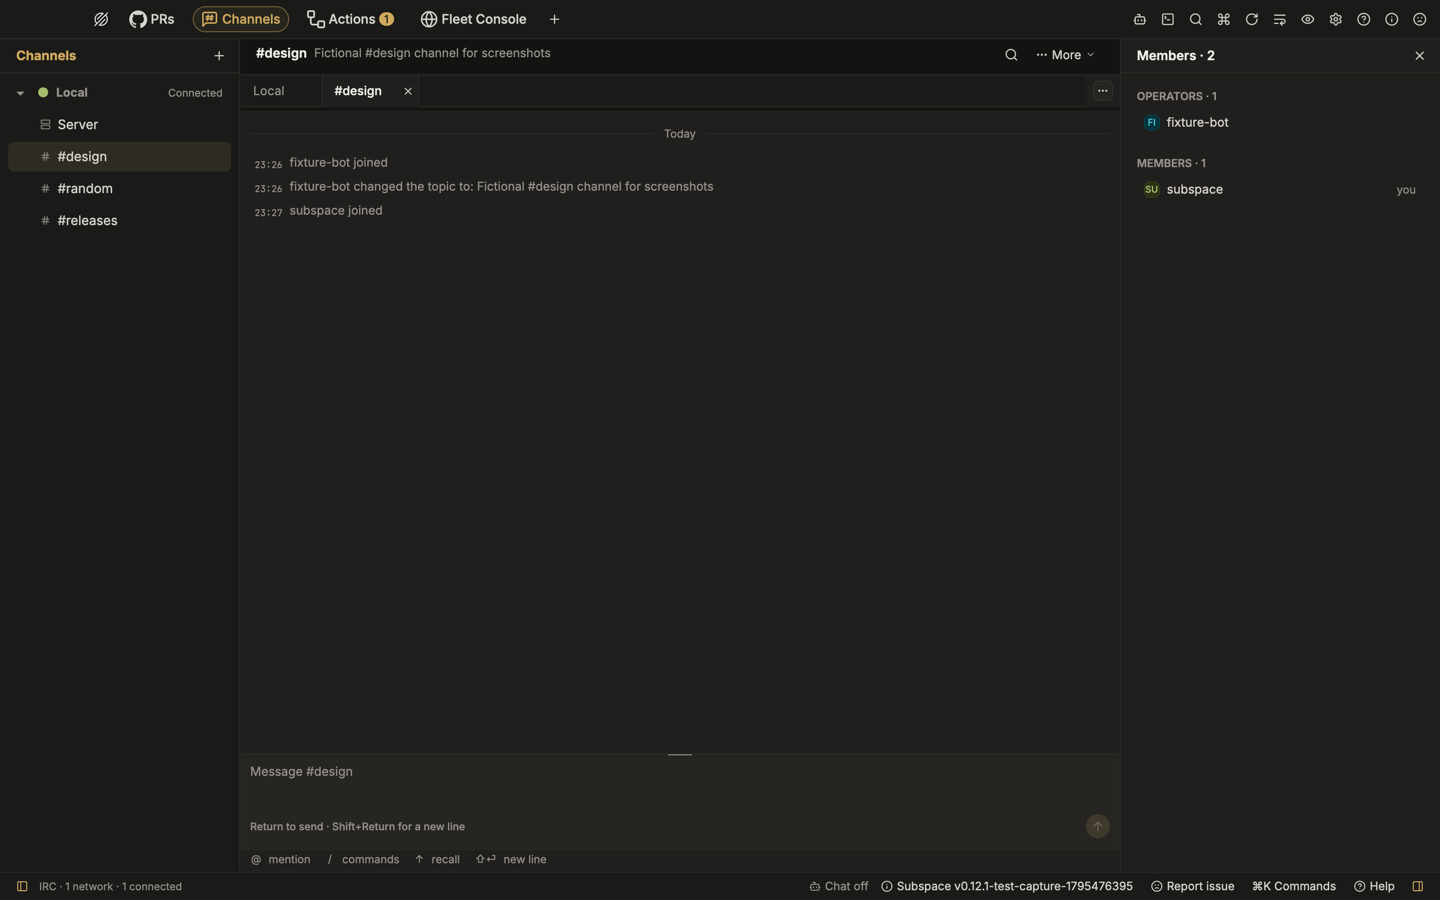 PRs Channels Actions 1 Fleet Console
Channels
Local Connected
Server
# #design
# #random
# #releases
#design Fictional #design channel for screenshots More
Local #design
Today
23:26 fixture-bot joined
23:26 fixture-bot changed the topic to: Fictional #design channel for screenshots
23:27 subspace joined
Message #design
Return to send · Shift+Return for a new line
@ mention / commands ↑ recall ⇧⏎ new line
Members · 2
OPERATORS · 1
FI fixture-bot
MEMBERS · 1
SU subspace you
IRC · 1 network · 1 connected Chat off Subspace v0.12.1-test-capture-1795476395 Report issue ⌘K Commands Help